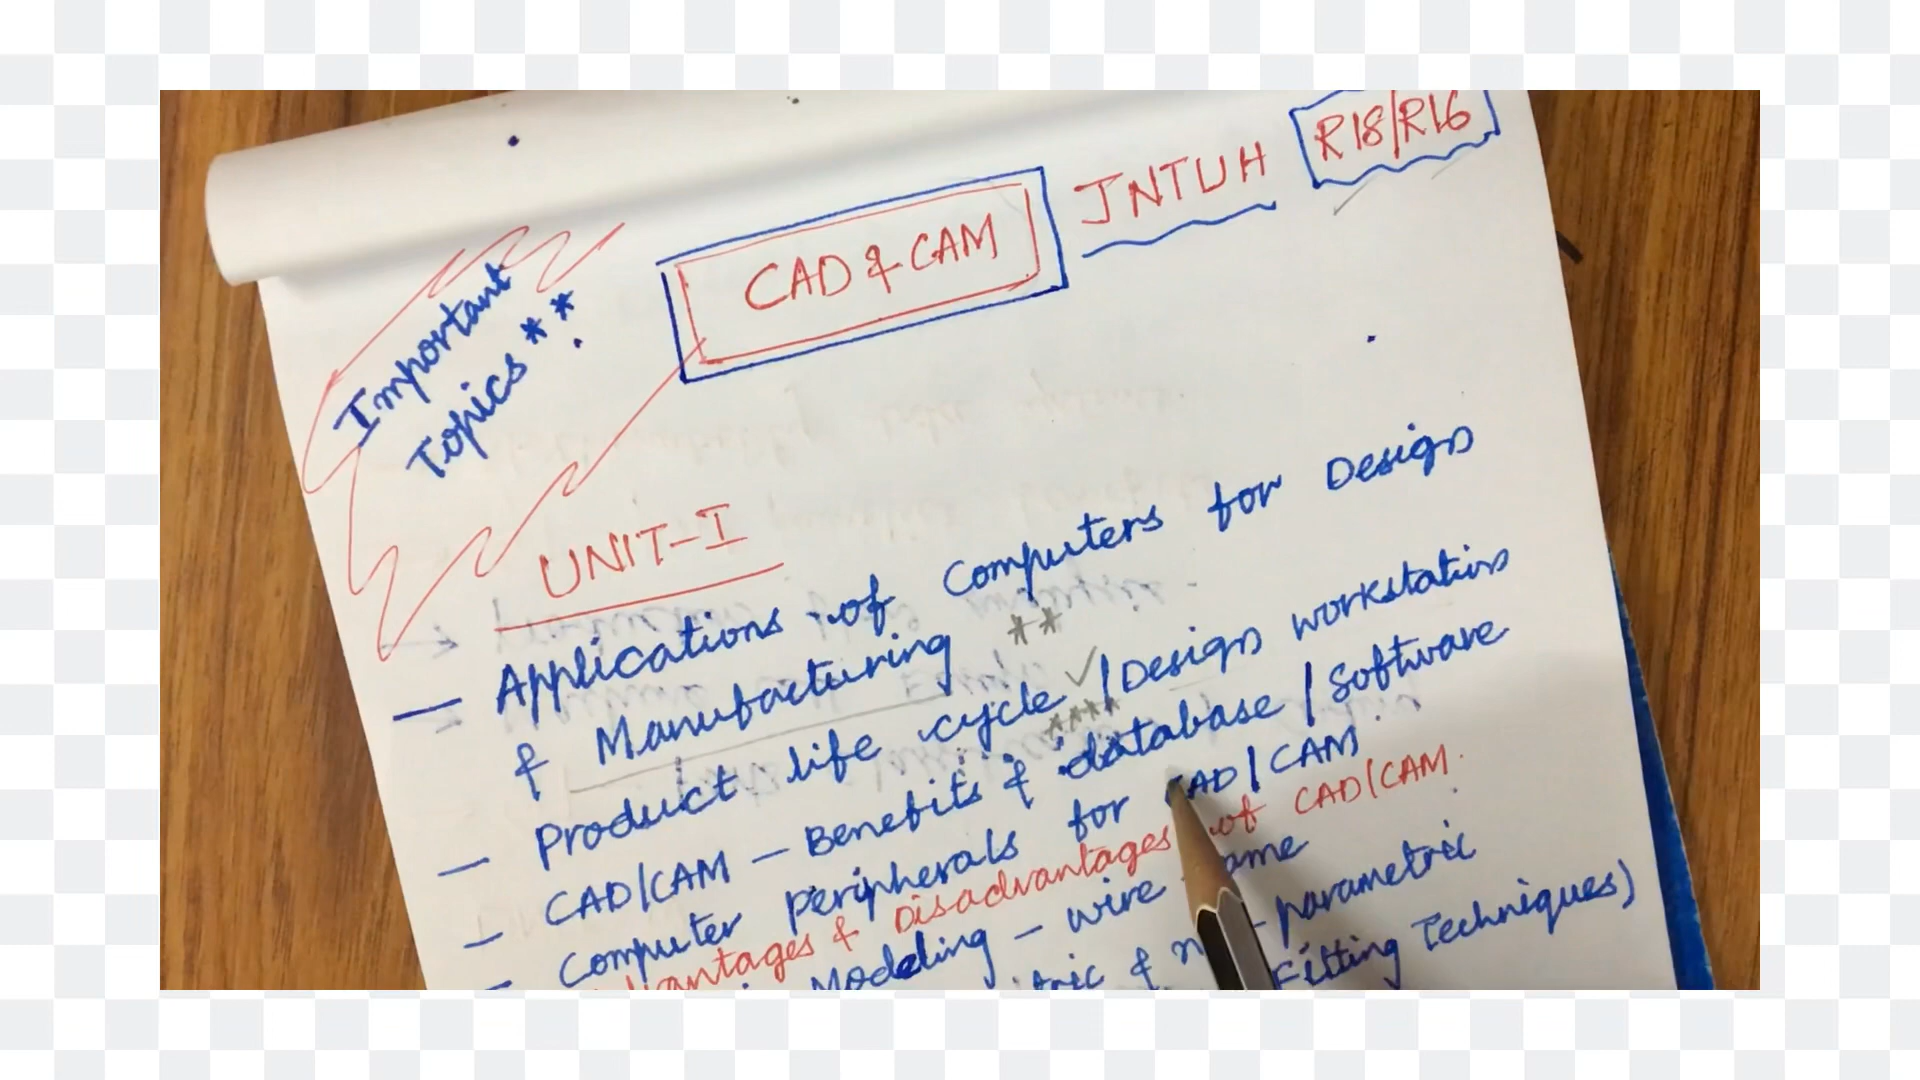 R18/R16
JNTUH
CAD & CAM
Important
Topics **
UNIT-I
— Applications of Computers for Design
& Manufacturing **
— Product life cycle ✓ / Design workstation
— CAD/CAM — Benefits & **** database / Software
— Computer peripherals for CAD/CAM
& Disadvantages of CAD/CAM.
Modeling — wire
& parametric
Fitting Techniques)